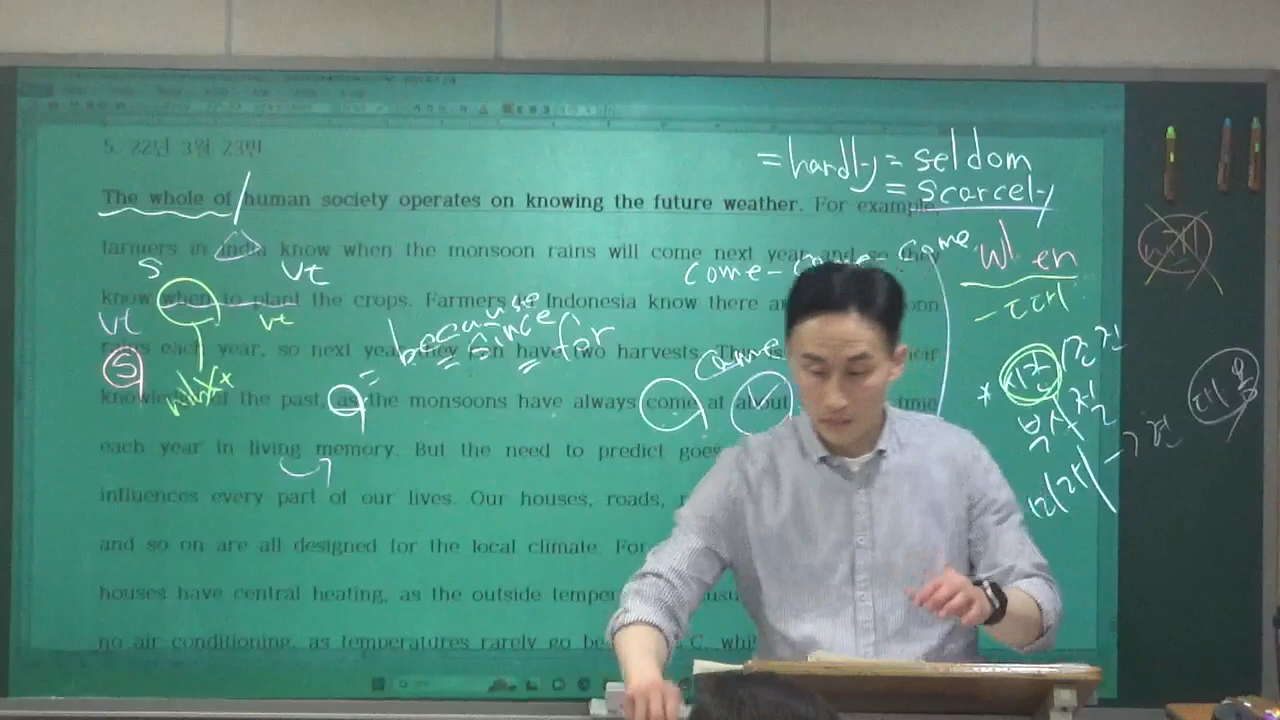 5. 22년 3월 23번
= hardly = seldom
= scarcely
The whole of human society operates on knowing the future weather. For example,
farmers in India know when the monsoon rains will come next year and so they
come
when
come - came -
S
vt
know when to plant the crops. Farmers in Indonesia know there are
-ㄷ때
vt
vt
because
= since
= for
rains each year, so next year they can have two harvests. This is
came
시간/조건
S
=
knowledge of the past, as the monsoons have always come at about time
부사절
each year in living memory. But the need to predict goes
미래
influences every part of our lives. Our houses, roads,
and so on are all designed for the local climate. For
houses have central heating, as the outside
no air-conditioning, as temperatures rarely go C, whil